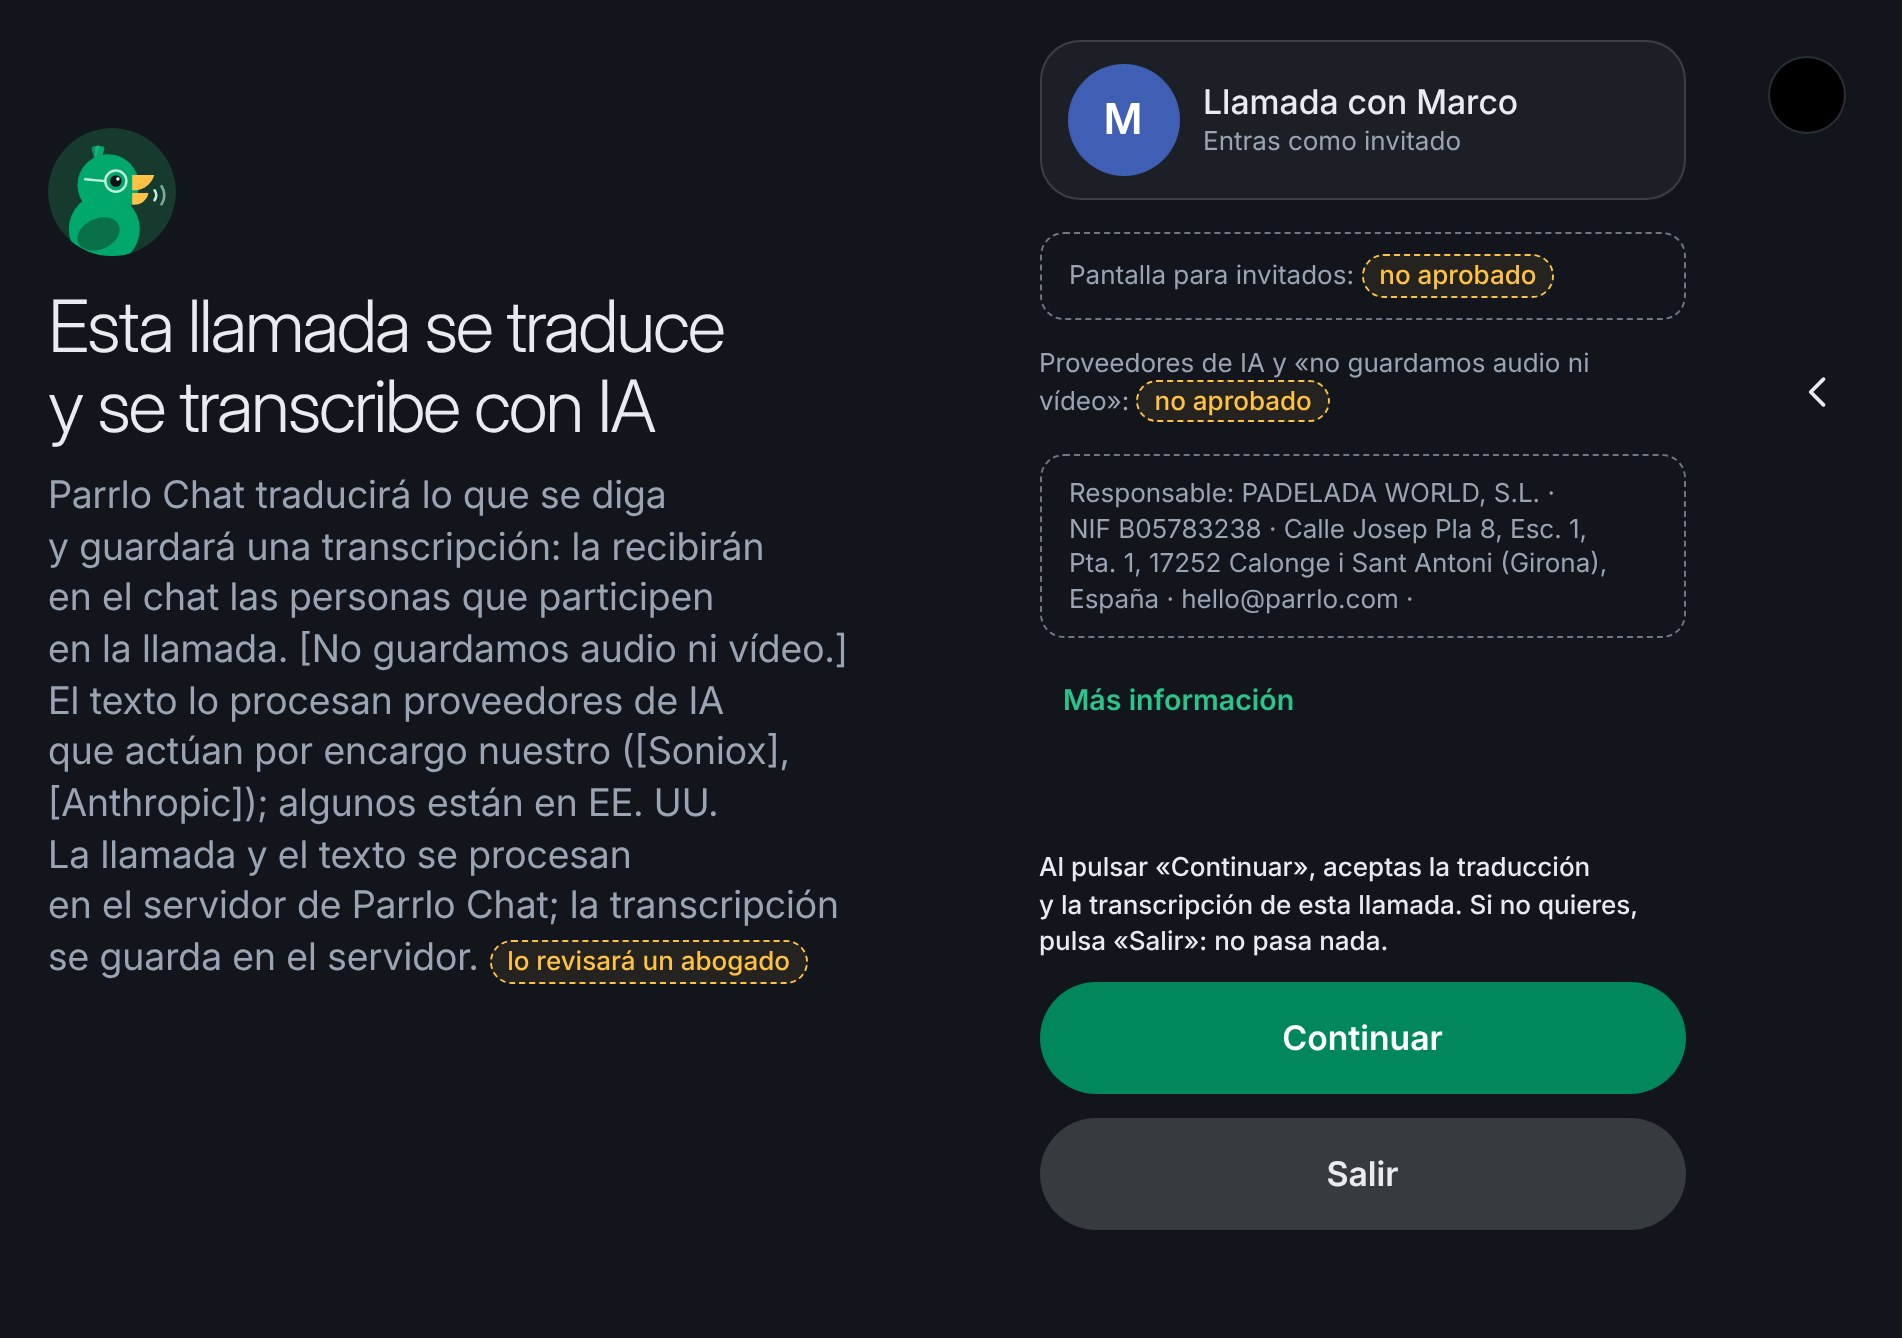 Esta llamada se traduce
y se transcribe con IA
Parrlo Chat traducirá lo que se diga
y guardará una transcripción: la recibirán
en el chat las personas que participen
en la llamada. [No guardamos audio ni vídeo.]
El texto lo procesan proveedores de IA
que actúan por encargo nuestro ([Soniox],
[Anthropic]); algunos están en EE. UU.
La llamada y el texto se procesan
en el servidor de Parrlo Chat; la transcripción
se guarda en el servidor. lo revisará un abogado
M
Llamada con Marco
Entras como invitado
Pantalla para invitados: no aprobado
Proveedores de IA y «no guardamos audio ni
vídeo»: no aprobado
Responsable: PADELADA WORLD, S.L. ·
NIF B05783238 · Calle Josep Pla 8, Esc. 1,
Pta. 1, 17252 Calonge i Sant Antoni (Girona),
España · hello@parrlo.com ·
Más información
Al pulsar «Continuar», aceptas la traducción
y la transcripción de esta llamada. Si no quieres,
pulsa «Salir»: no pasa nada.
Continuar
Salir